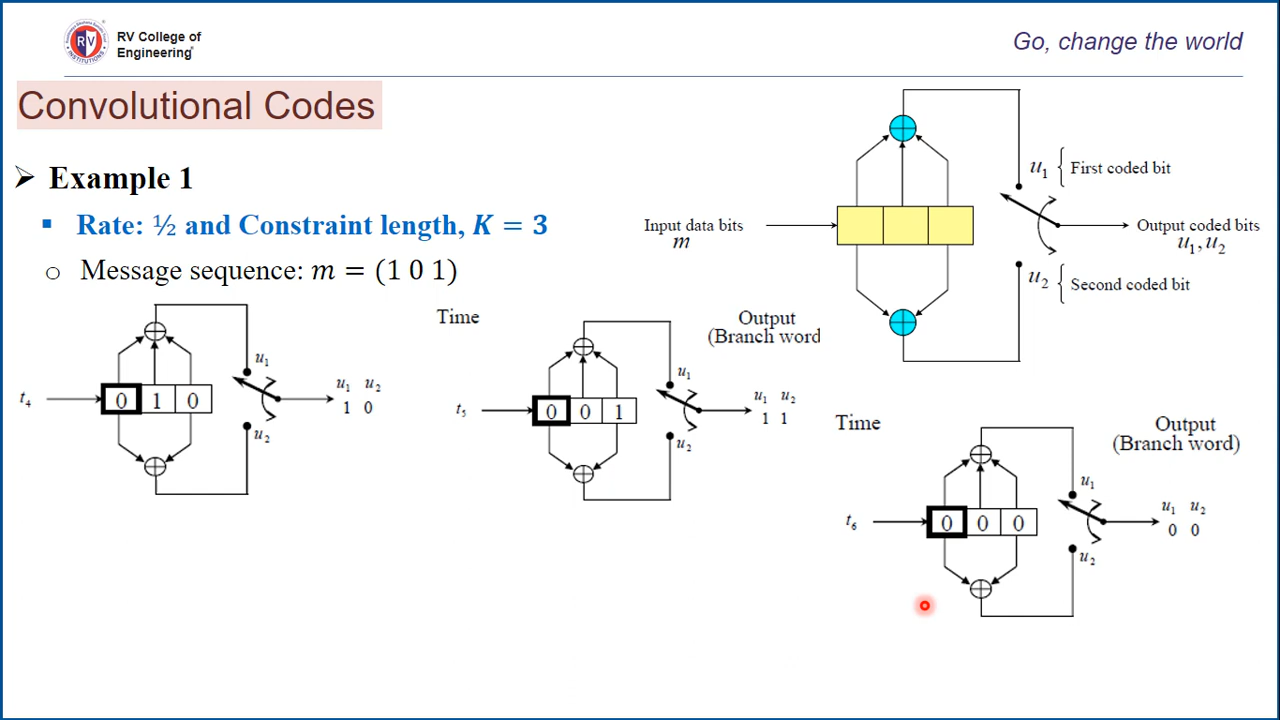 RV College of
Engineering
Go, change the world
Convolutional Codes
➢ Example 1
▪ Rate: ½ and Constraint length, K = 3
o Message sequence: m = (1 0 1)
Input data bits
m
u₁ { First coded bit
Output coded bits
u₁,u₂
u₂ { Second coded bit
t₄
0 1 0
u₁
u₂
u₁ u₂
1 0
Time
Output
(Branch word
t₅
0 0 1
u₁
u₂
u₁ u₂
1 1
Time
Output
(Branch word)
t₆
0 0 0
u₁
u₂
u₁ u₂
0 0